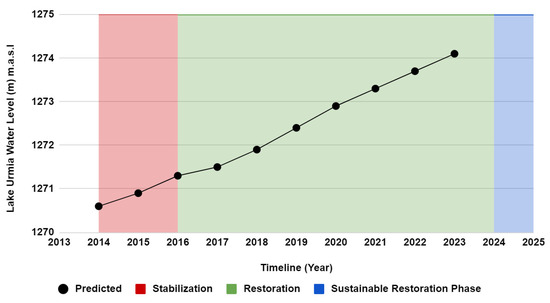 Lake Urmia Water Level (m) m.a.s.l
1275
1274
1273
1272
1271
1270
2013 2014 2015 2016 2017 2018 2019 2020 2021 2022 2023 2024 2025
Timeline (Year)
Predicted Stabilization Restoration Sustainable Restoration Phase